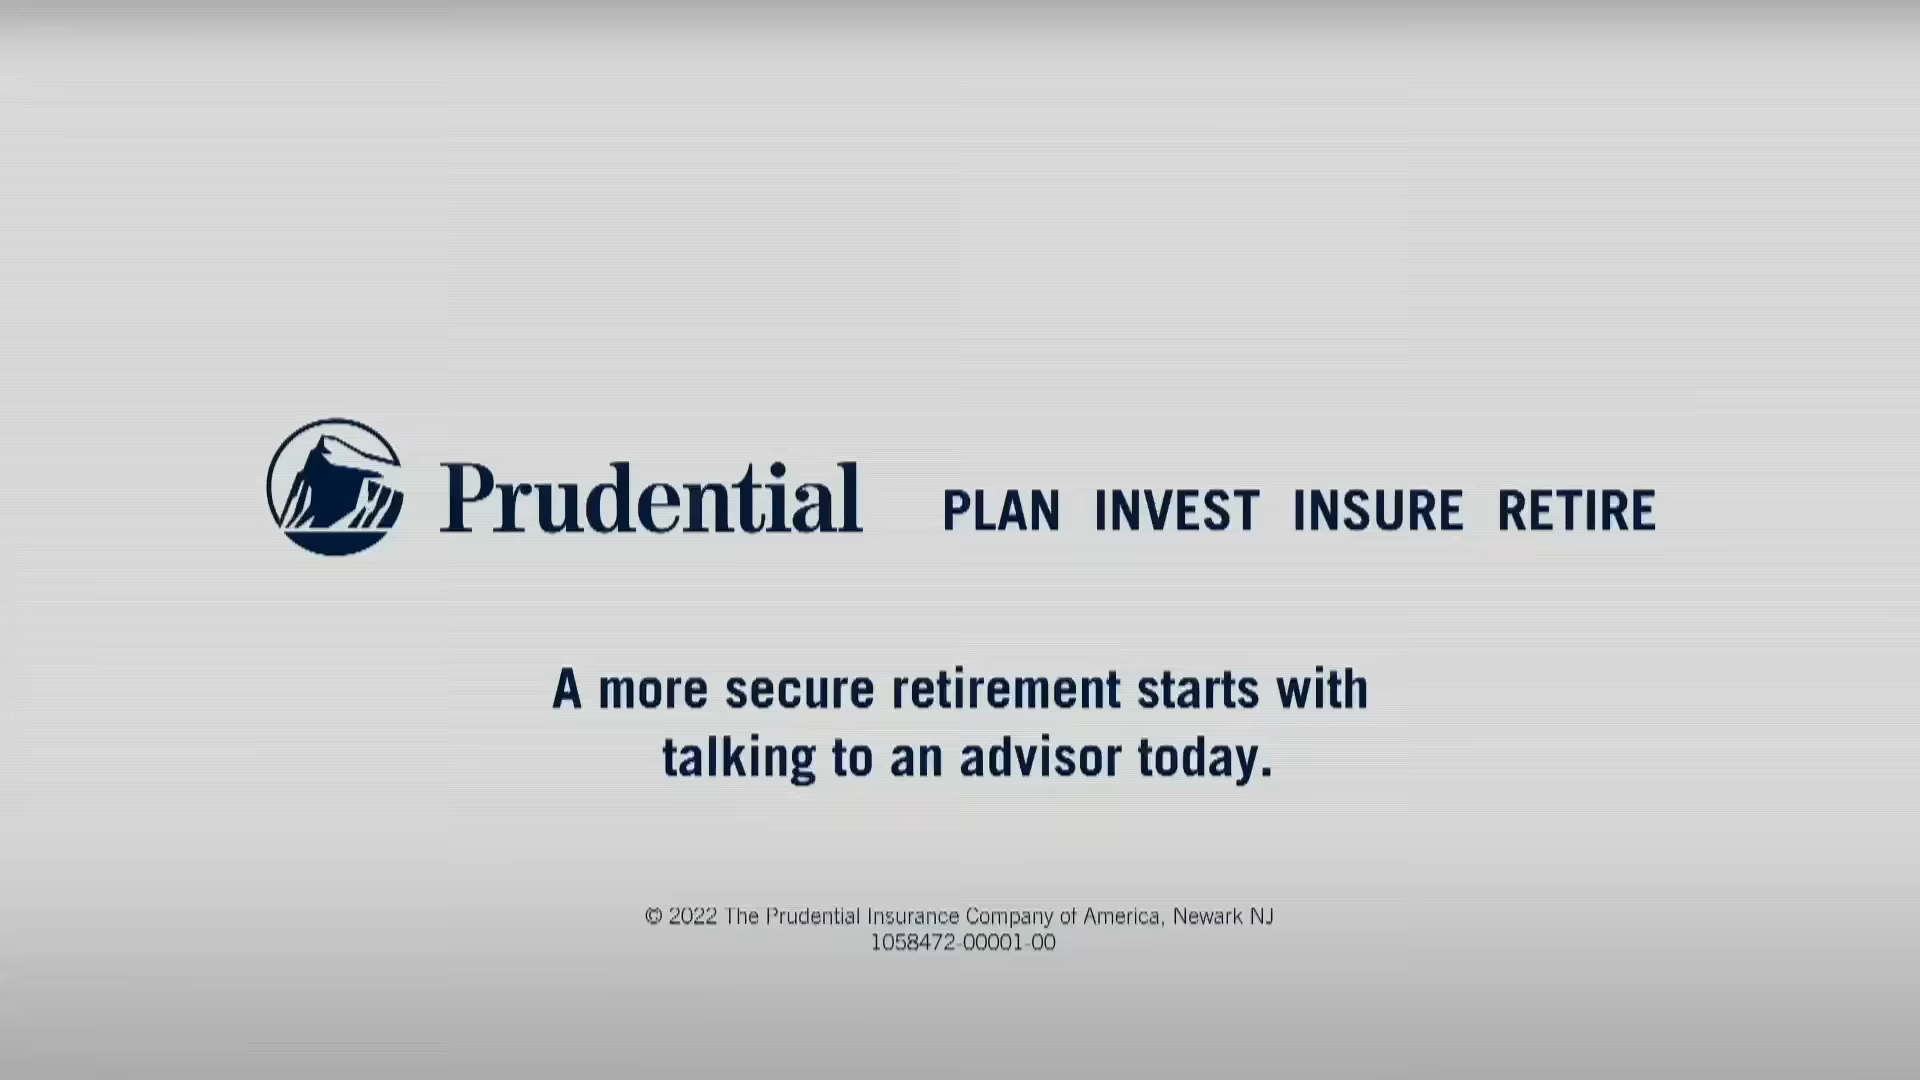 Prudential PLAN INVEST INSURE RETIRE
A more secure retirement starts with
talking to an advisor today.
© 2022 The Prudential Insurance Company of America, Newark NJ
1058472-00001-00